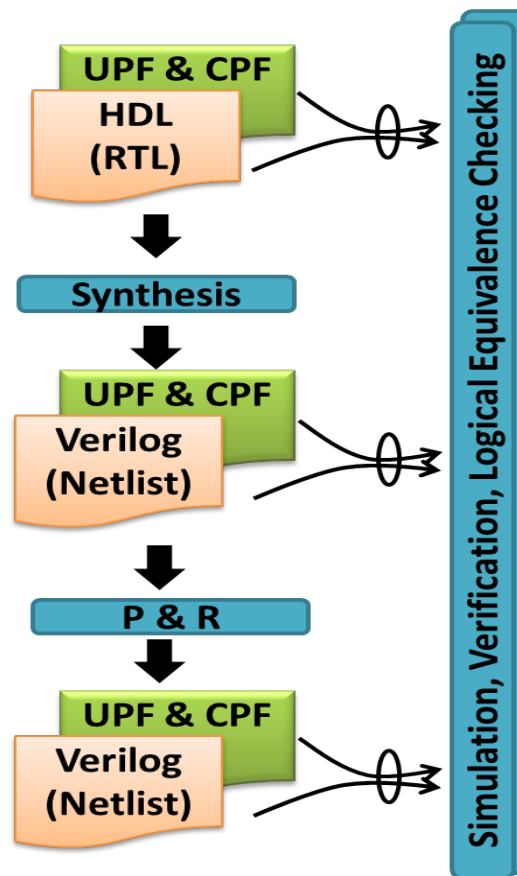 UPF & CPF
HDL
(RTL)
Synthesis
UPF & CPF
Verilog
(Netlist)
P & R
UPF & CPF
Verilog
(Netlist)
Simulation, Verification, Logical Equivalence Checking